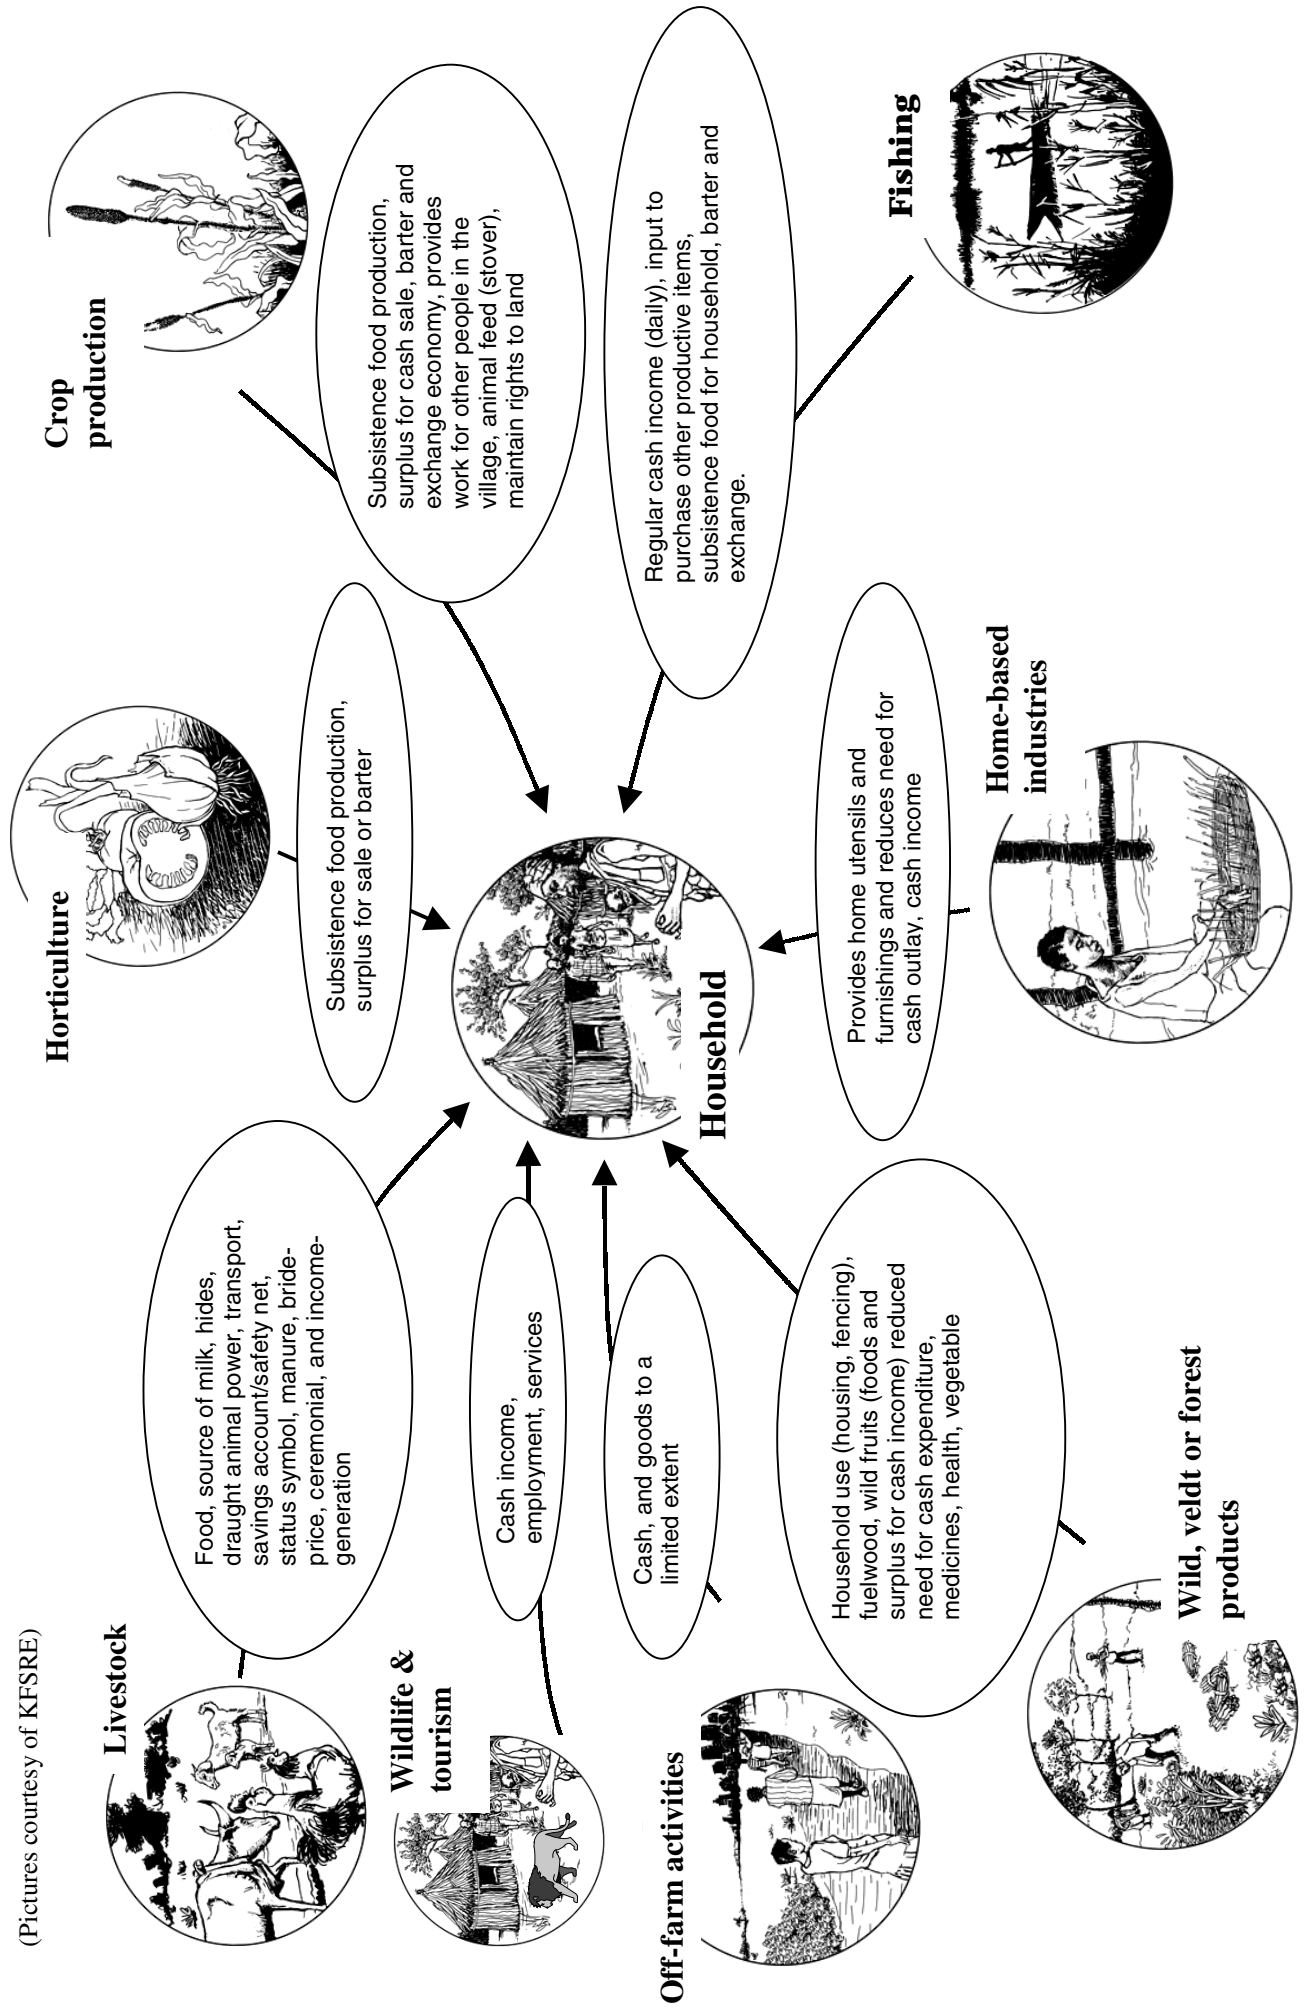 (Pictures courtesy of KFSRE)
Livestock
Food, source of milk, hides,
draught animal power, transport,
savings account/safety net,
status symbol, manure, bride-
price, ceremonial, and income-
generation
Horticulture
Subsistence food production,
surplus for sale or barter
Crop
production
Subsistence food production,
surplus for cash sale, barter and
exchange economy, provides
work for other people in the
village, animal feed (stover),
maintain rights to land
Wildlife &
tourism
Cash income,
employment, services
Household
Regular cash income (daily), input to
purchase other productive items,
subsistence food for household, barter and
exchange.
Fishing
Off-farm activities
Cash, and goods to a
limited extent
Household use (housing, fencing),
fuelwood, wild fruits (foods and
surplus for cash income) reduced
need for cash expenditure,
medicines, health, vegetable
Wild, veldt or forest
products
Provides home utensils and
furnishings and reduces need for
cash outlay, cash income
Home-based
industries